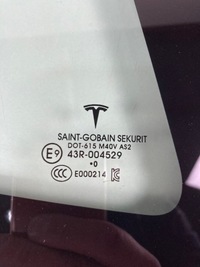 SAINT-GOBAIN SEKURIT
DOT-615 M40V AS2
E9 43R-004529
•0
CCC E000214